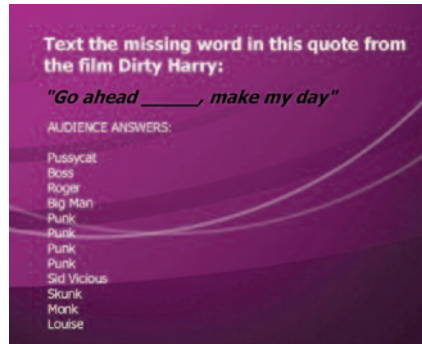 Text the missing word in this quote from
the film Dirty Harry:
"Go ahead _____, make my day"
AUDIENCE ANSWERS:
Pussycat
Boss
Roger
Big Man
Punk
Punk
Punk
Punk
Sid Vicious
Skunk
Monk
Louise